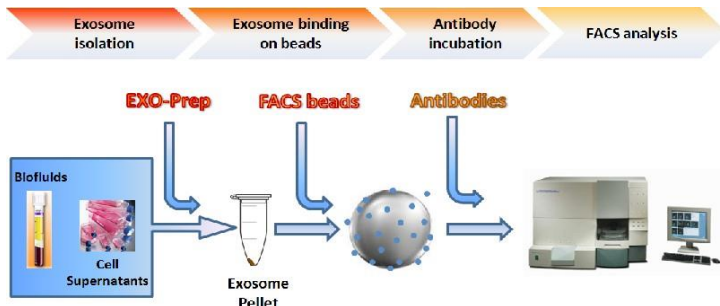 Exosome
isolation
Exosome binding
on beads
Antibody
incubation
FACS analysis
EXO-Prep
FACS beads
Antibodies
Biofluids
Cell
Supernatants
Exosome
Pellet